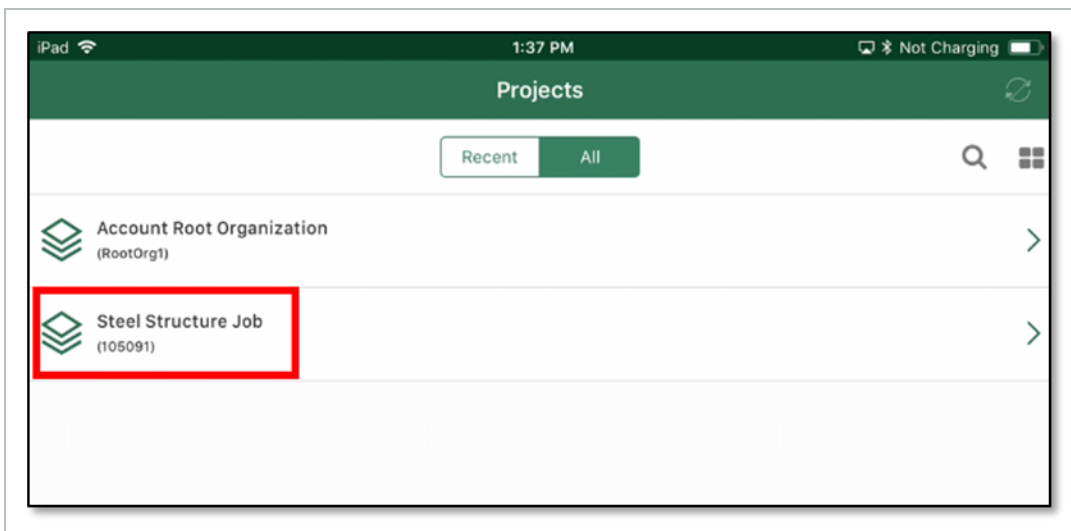 iPad 1:37 PM Not Charging
Projects
Recent All
Account Root Organization
(RootOrg1)
Steel Structure Job
(105091)